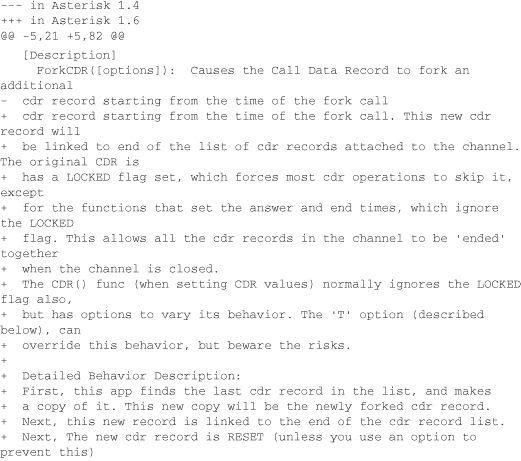 --- in Asterisk 1.4
+++ in Asterisk 1.6
@@ -5,21 +5,82 @@
[Description]
ForkCDR([options]):  Causes the Call Data Record to fork an
additional
-  cdr record starting from the time of the fork call
+  cdr record starting from the time of the fork call. This new cdr
record will
+  be linked to end of the list of cdr records attached to the channel.
The original CDR is
+  has a LOCKED flag set, which forces most cdr operations to skip it,
except
+  for the functions that set the answer and end times, which ignore
the LOCKED
+  flag. This allows all the cdr records in the channel to be 'ended'
together
+  when the channel is closed.
+  The CDR() func (when setting CDR values) normally ignores the LOCKED
flag also,
+  but has options to vary its behavior. The 'T' option (described
below), can
+  override this behavior, but beware the risks.
+
+  Detailed Behavior Description:
+  First, this app finds the last cdr record in the list, and makes
+  a copy of it. This new copy will be the newly forked cdr record.
+  Next, this new record is linked to the end of the cdr record list.
+  Next, The new cdr record is RESET (unless you use an option to
prevent this)